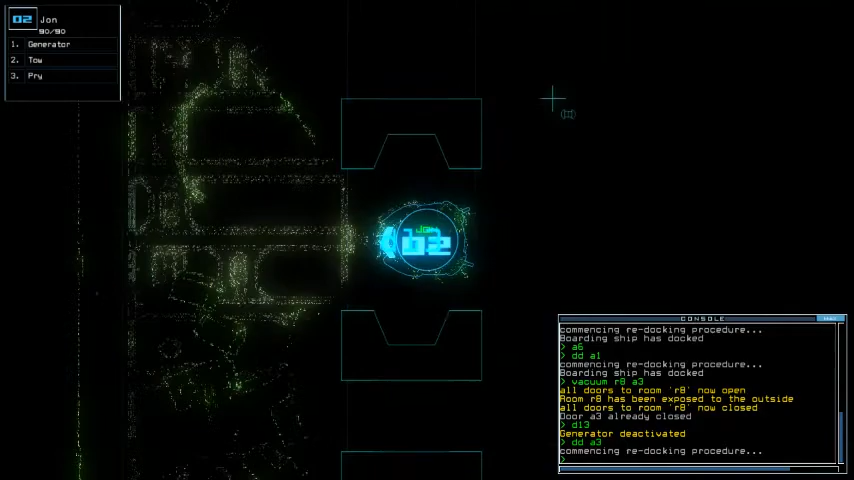 02 Jon
90/90
1. Generator
2. Tow
3. Pry
JON
02
CONSOLE
commencing re-docking procedure...
Boarding ship has docked
> a6
> dd a1
commencing re-docking procedure...
Boarding ship has docked
> vacuum r8 a3
all doors to room 'r8' now open
Room r8 has been exposed to the outside
all doors to room 'r8' now closed
Door a3 already closed
> d13
Generator deactivated
> dd a3
commencing re-docking procedure...
>